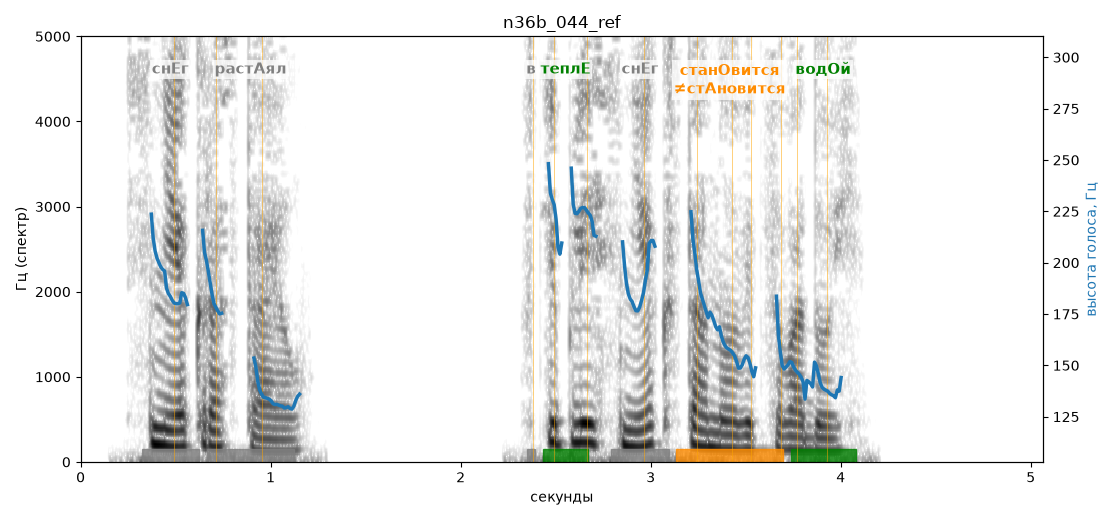 n36b_044_ref
снЕг растАял в теплЕ снЕг станОвится водОй
≠стАновится
Гц (спектр)
высота голоса, Гц
5000
4000
3000
2000
1000
0
300
275
250
225
200
175
150
125
0 1 2 3 4 5
секунды